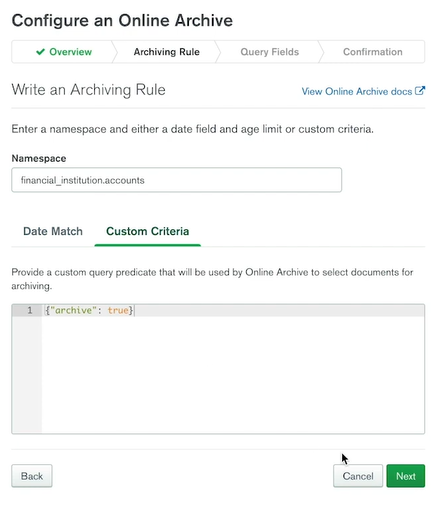 Configure an Online Archive
Overview
Archiving Rule
Query Fields
Confirmation
Write an Archiving Rule
View Online Archive docs
Enter a namespace and either a date field and age limit or custom criteria.
Namespace
financial_institution.accounts
Date Match
Custom Criteria
Provide a custom query predicate that will be used by Online Archive to select documents for
archiving.
1 {"archive": true}
Back
Cancel
Next